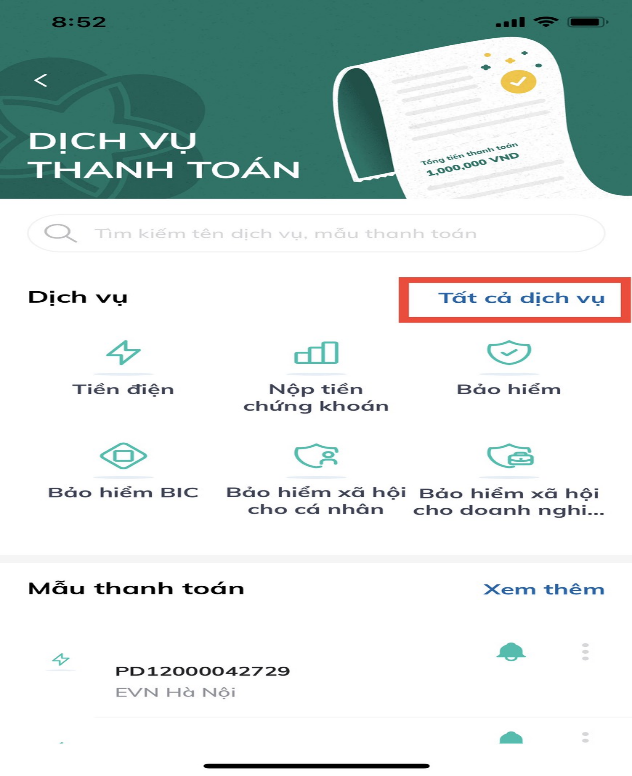 8:52
DỊCH VỤ
THANH TOÁN
Tổng tiền thanh toán
1,000,000 VND
Tìm kiếm tên dịch vụ, mẫu thanh toán
Dịch vụ
Tất cả dịch vụ
Tiền điện
Nộp tiền
chứng khoán
Bảo hiểm
Bảo hiểm BIC
Bảo hiểm xã hội
cho cá nhân
Bảo hiểm xã hội
cho doanh nghi...
Mẫu thanh toán
Xem thêm
PD12000042729
EVN Hà Nội